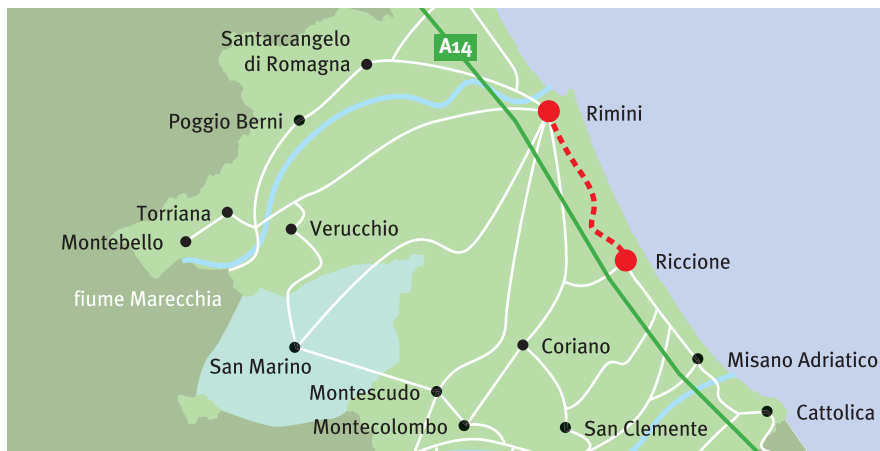 A14
Santarcangelo
di Romagna
Poggio Berni
Rimini
Torriana
Montebello
Verucchio
Riccione
fiume Marecchia
San Marino
Coriano
Misano Adriatico
Montescudo
Cattolica
Montecolombo
San Clemente